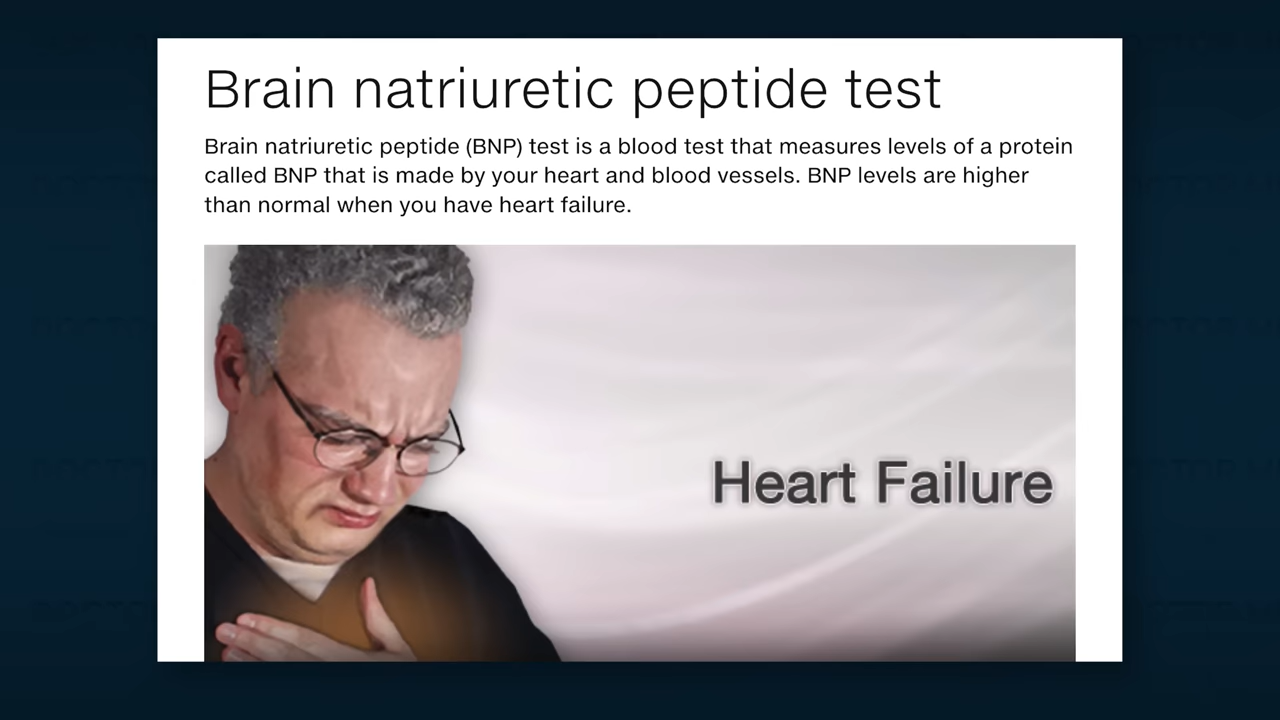 Brain natriuretic peptide test
Brain natriuretic peptide (BNP) test is a blood test that measures levels of a protein
called BNP that is made by your heart and blood vessels. BNP levels are higher
than normal when you have heart failure.
Heart Failure